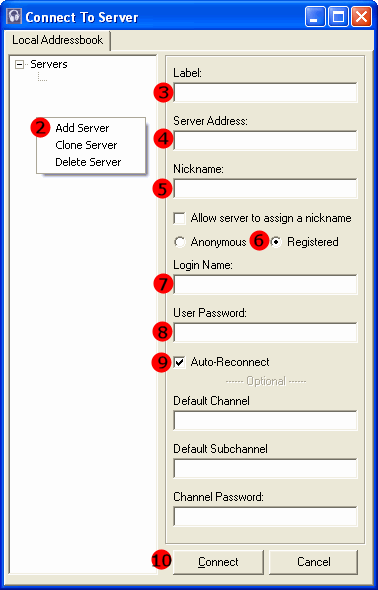 Connect To Server
Local Addressbook
Servers
2 Add Server
Clone Server
Delete Server
Label:
3
Server Address:
4
Nickname:
5
Allow server to assign a nickname
Anonymous 6 Registered
Login Name:
7
User Password:
8
9 Auto-Reconnect
------ Optional ------
Default Channel
Default Subchannel
Channel Password:
10 Connect Cancel